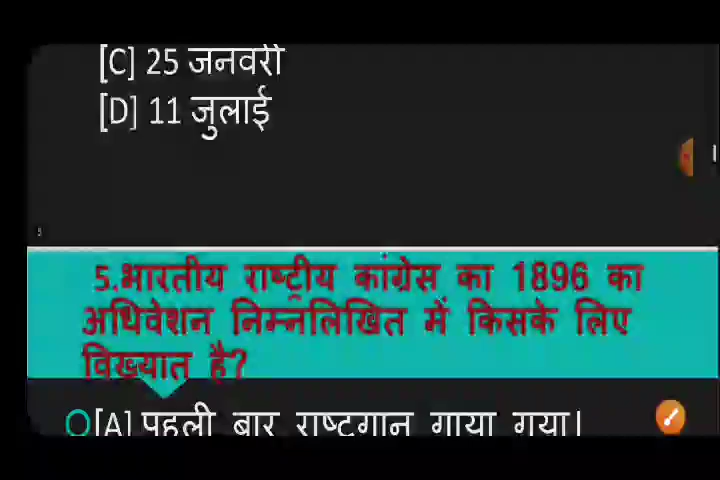 [C] 25 जनवरी
[D] 11 जुलाई
5.भारतीय राष्ट्रीय कांग्रेस का 1896 का
अधिवेशन निम्नलिखित में किसके लिए
विख्यात है?
[A] पहली बार राष्ट्रगान गाया गया।